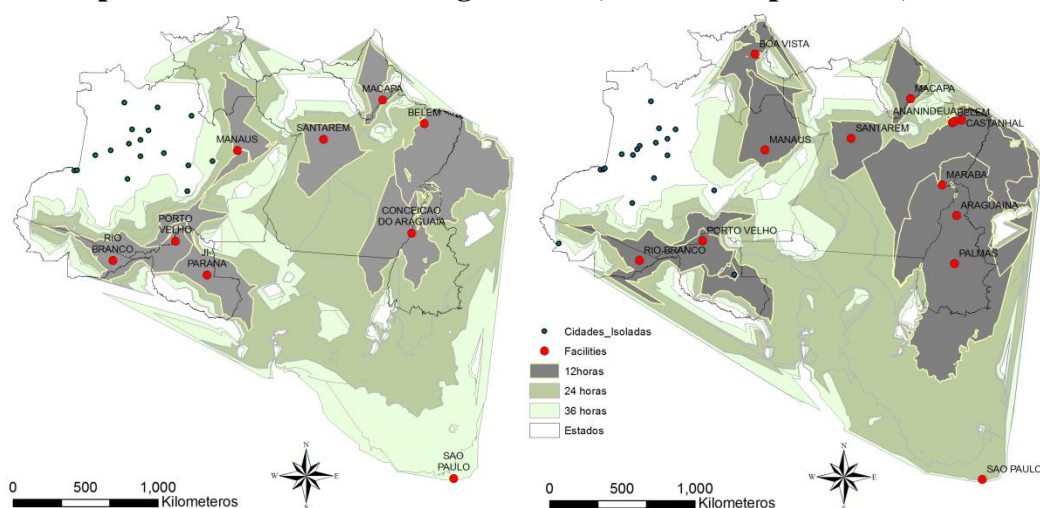 MACAPA
BELEM
SANTAREM
MANAUS
CONCEICAO
DO ARAGUAIA
PORTO
VELHO
RIO
BRANCO
JI-
PARANA
SAO
PAULO
N
W E
S
0 500 1,000
Kilometeros
BOA VISTA
MACAPA
ANANINDEUA
BELEM
CASTANHAL
MANAUS
SANTAREM
MARABA
ARAGUAINA
PORTO VELHO
RIO-BRANCO
PALMAS
Cidades_Isoladas
Facilities
12horas
24 horas
36 horas
Estados
SAO PAULO
N
W E
S
0 500 1,000
Kilometeros